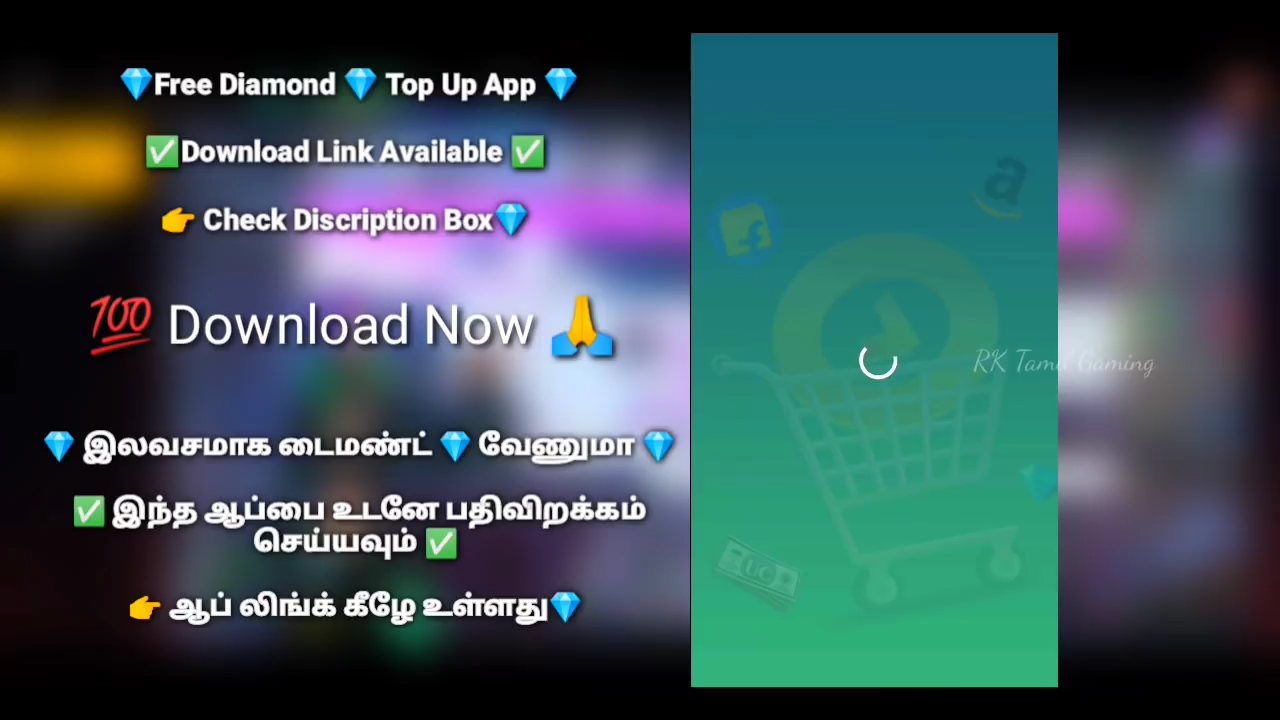 💎Free Diamond 💎 Top Up App 💎
✅Download Link Available ✅
👉 Check Discription Box💎
💯 Download Now 🙏
💎 இலவசமாக டைமண்ட் 💎 வேணுமா 💎
✅ இந்த ஆப்பை உடனே பதிவிறக்கம்
செய்யவும் ✅
👉 ஆப் லிங்க் கீழே உள்ளது💎
RK Tamil Gaming
UC